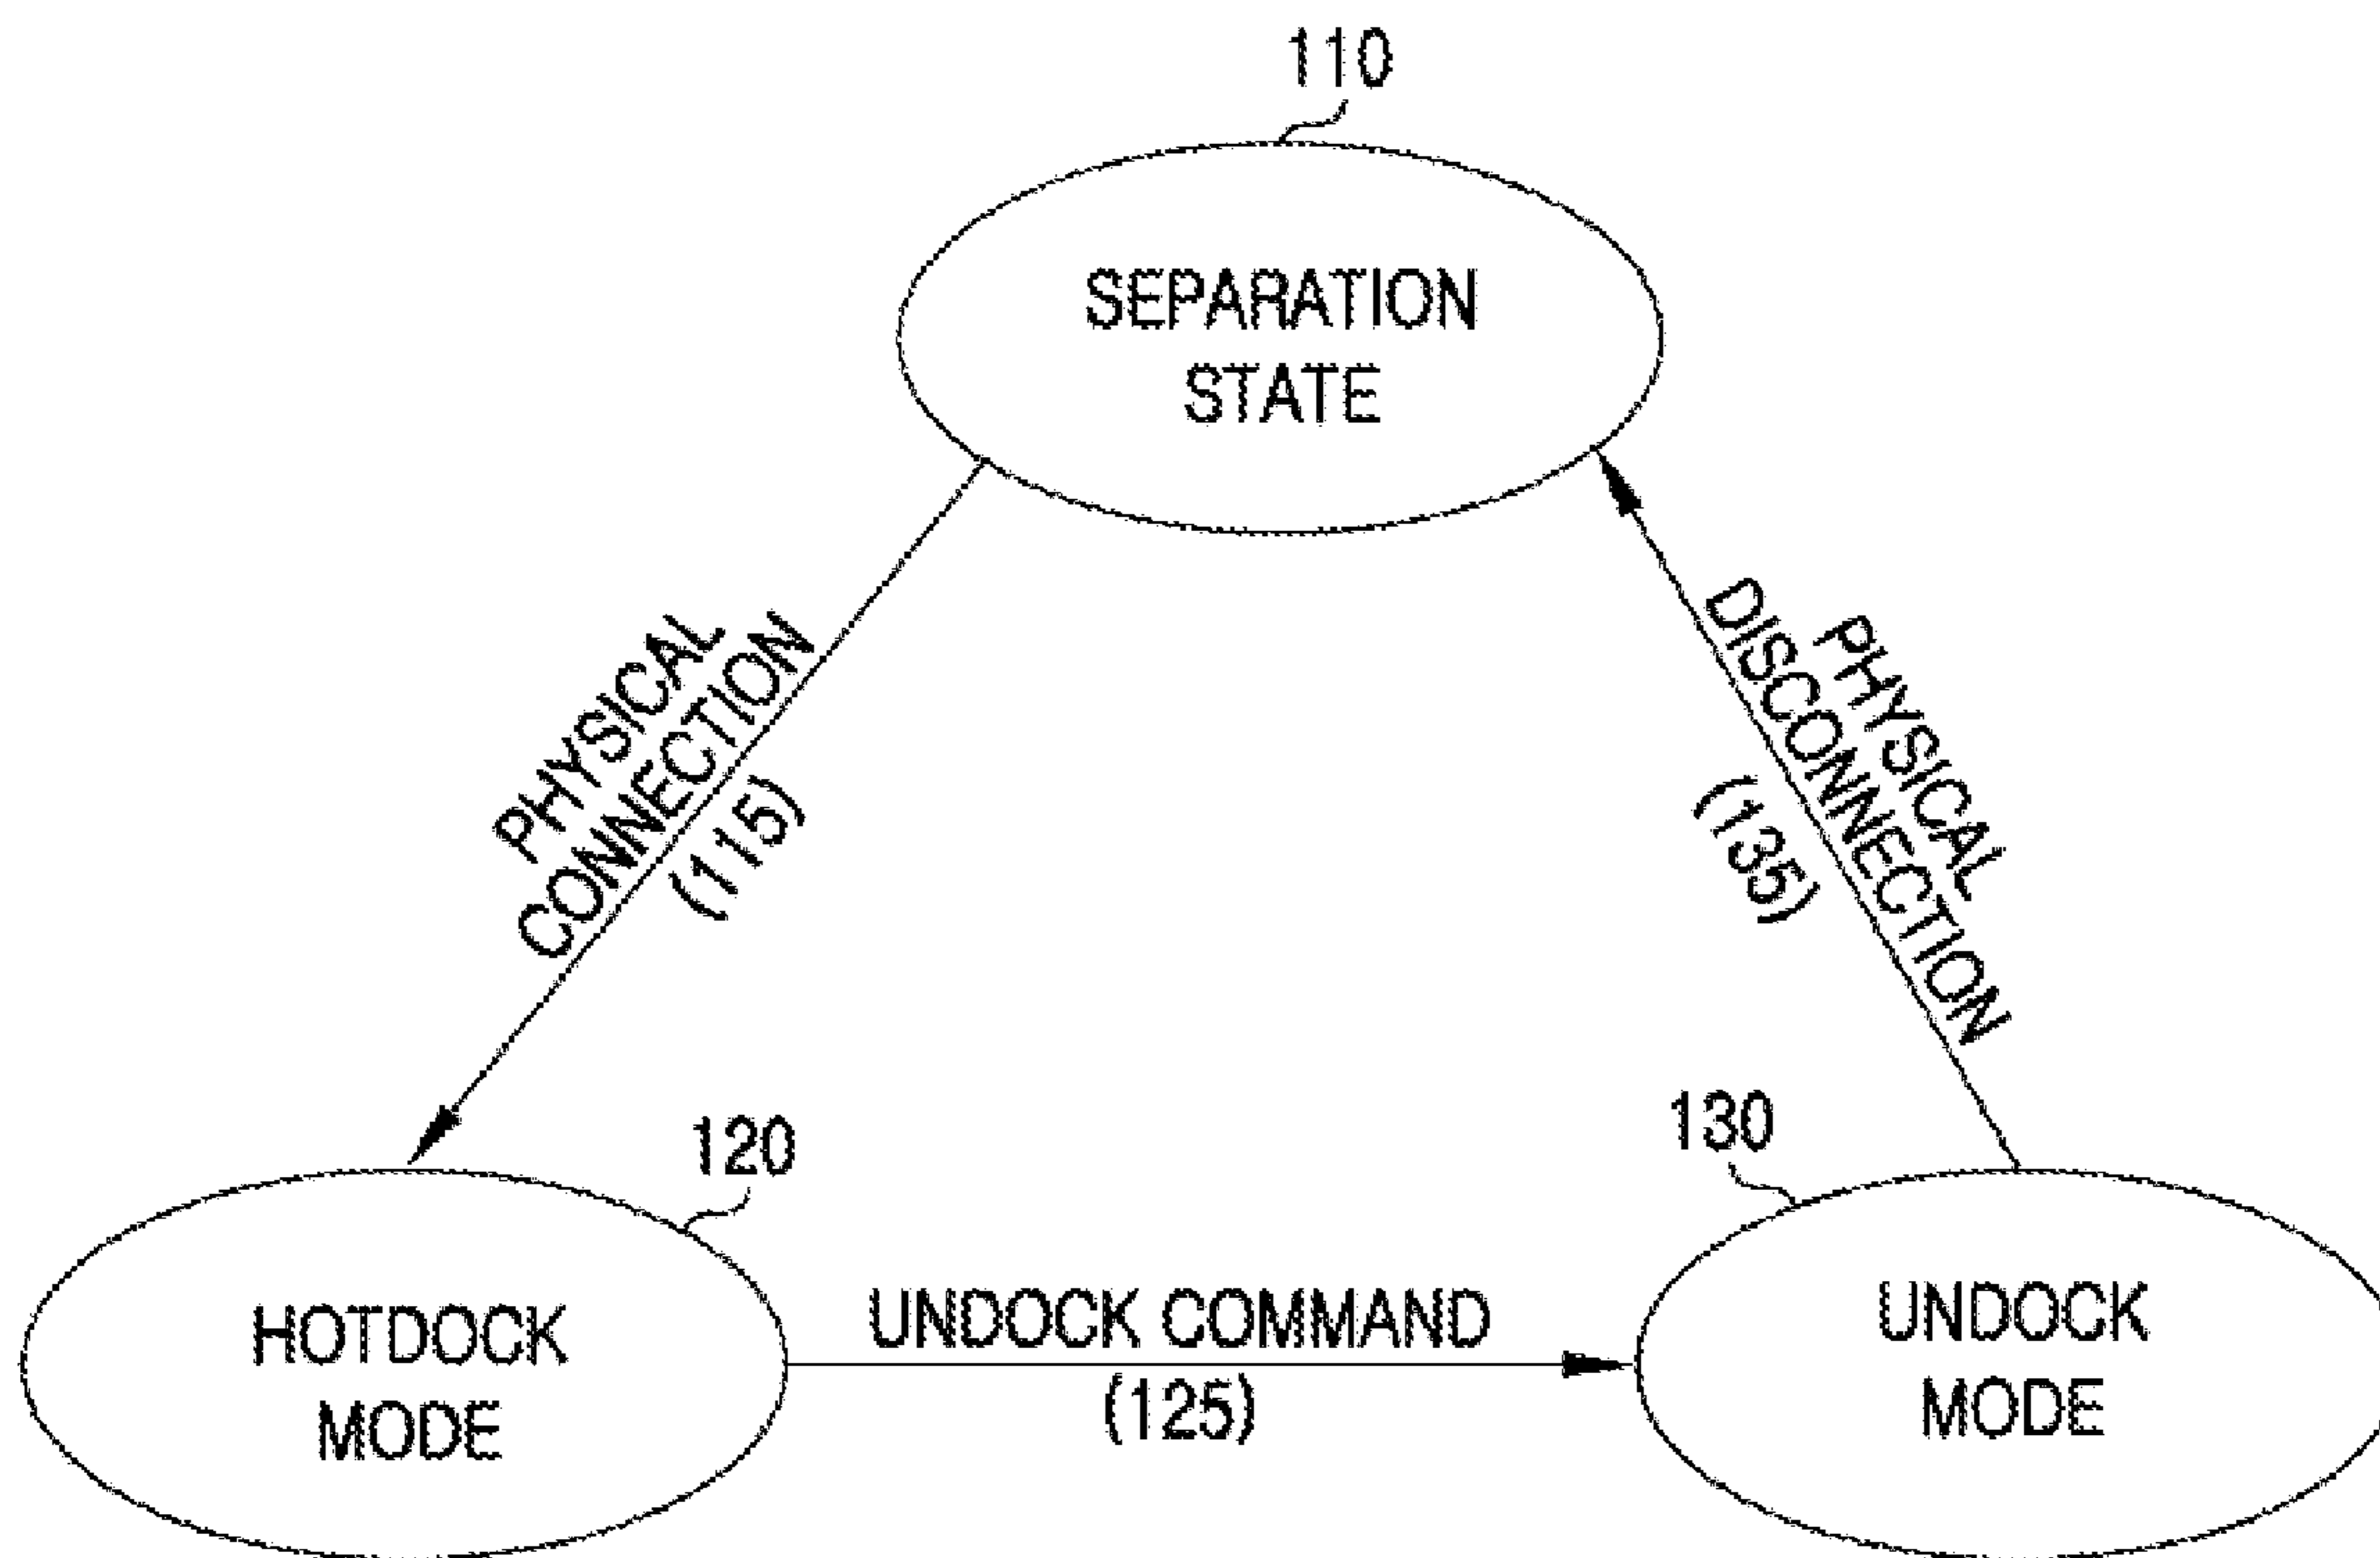 110
SEPARATION
STATE
PHYSICAL
CONNECTION
(115)
PHYSICAL
DISCONNECTION
(135)
120
130
HOTDOCK
MODE
UNDOCK COMMAND
(125)
UNDOCK
MODE